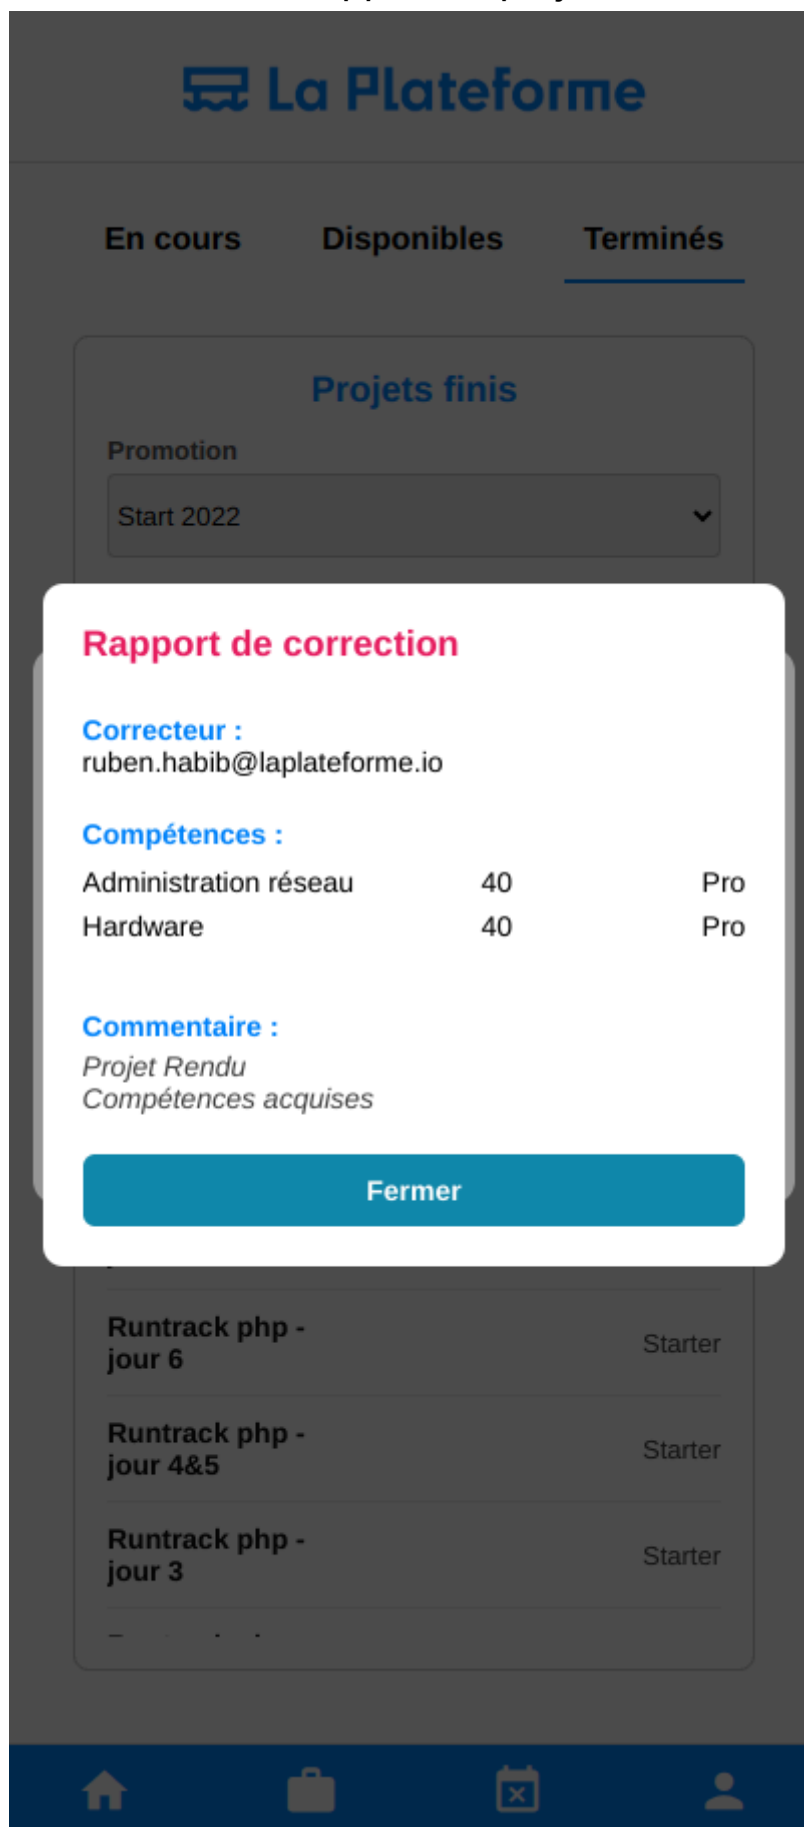 La Plateforme
En cours Disponibles Terminés
Projets finis
Promotion
Start 2022
Rapport de correction
Correcteur :
ruben.habib@laplateforme.io
Compétences :
Administration réseau 40 Pro
Hardware 40 Pro
Commentaire :
Projet Rendu
Compétences acquises
Fermer
Runtrack php -
jour 6
Starter
Runtrack php -
jour 4&5
Starter
Runtrack php -
jour 3
Starter